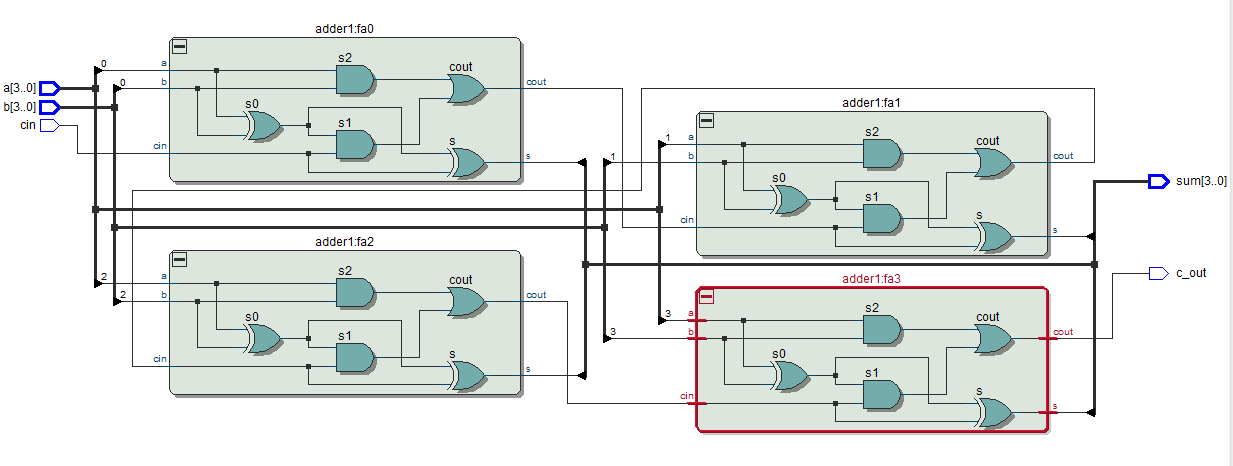 adder1:fa0
0
a
s2
cout
a[3..0]
0
b
cout
b[3..0]
s0
cin
s1
cin
s
s
adder1:fa1
1
a
s2
cout
1
b
cout
s0
s1
cin
s
s
sum[3..0]
adder1:fa2
2
a
s2
cout
2
b
cout
s0
s1
cin
s
s
adder1:fa3
3
a
s2
cout
3
b
cout
s0
s1
cin
s
s
c_out